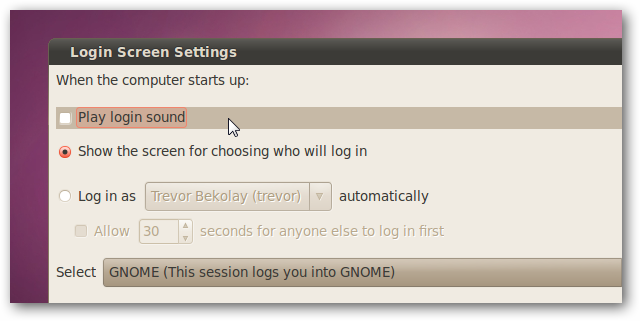 Login Screen Settings
When the computer starts up:
Play login sound
Show the screen for choosing who will log in
Log in as Trevor Bekolay (trevor) automatically
Allow 30 seconds for anyone else to log in first
Select GNOME (This session logs you into GNOME)